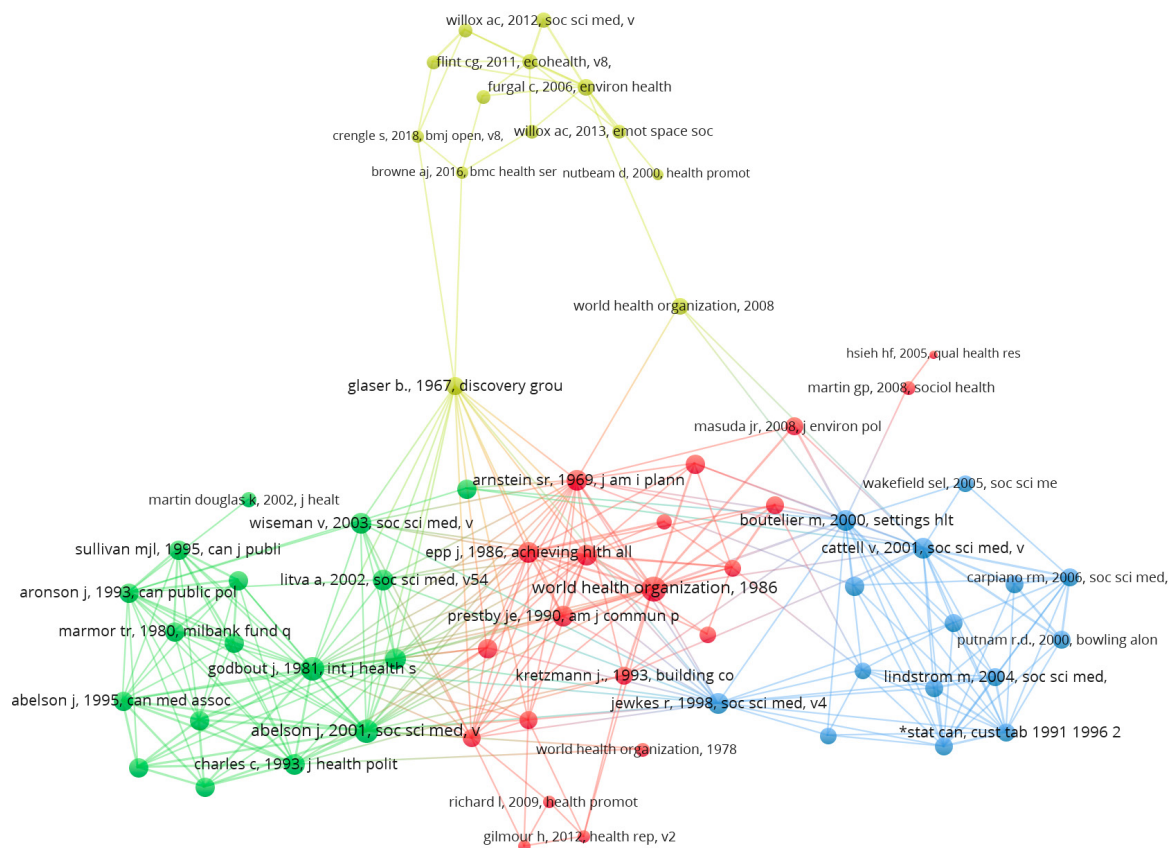 willox ac, 2012, soc sci med, v
flint cg, 2011, ecohealth, v8,
furgal c, 2006, environ health
crengle s, 2018, bmj open, v8,
willox ac, 2013, emot space soc
browne aj, 2016, bmc health ser
nutbeam d, 2000, health promot
world health organization, 2008
hsieh hf, 2005, qual health res
glaser b., 1967, discovery grou
martin gp, 2008, sociol health
masuda jr, 2008, j environ pol
arnstein sr, 1969, j am i plann
wakefield sel, 2005, soc sci me
martin douglas k, 2002, j healt
wiseman v, 2003, soc sci med, v
boutelier m, 2000, settings hlt
sullivan mjl, 1995, can j publi
epp j, 1986, achieving hlth all
cattell v, 2001, soc sci med, v
litva a, 2002, soc sci med, v54
carpiano rm, 2006, soc sci med,
aronson j, 1993, can public pol
world health organization, 1986
prestby je, 1990, am j commun p
marmor tr, 1980, milbank fund q
putnam r.d., 2000, bowling alon
godbout j, 1981, int j health s
kretzmann j., 1993, building co
lindstrom m, 2004, soc sci med,
abelson j, 1995, can med assoc
jewkes r, 1998, soc sci med, v4
abelson j, 2001, soc sci med, v
*stat can, cust tab 1991 1996 2
world health organization, 1978
charles c, 1993, j health polit
richard l, 2009, health promot
gilmour h, 2012, health rep, v2